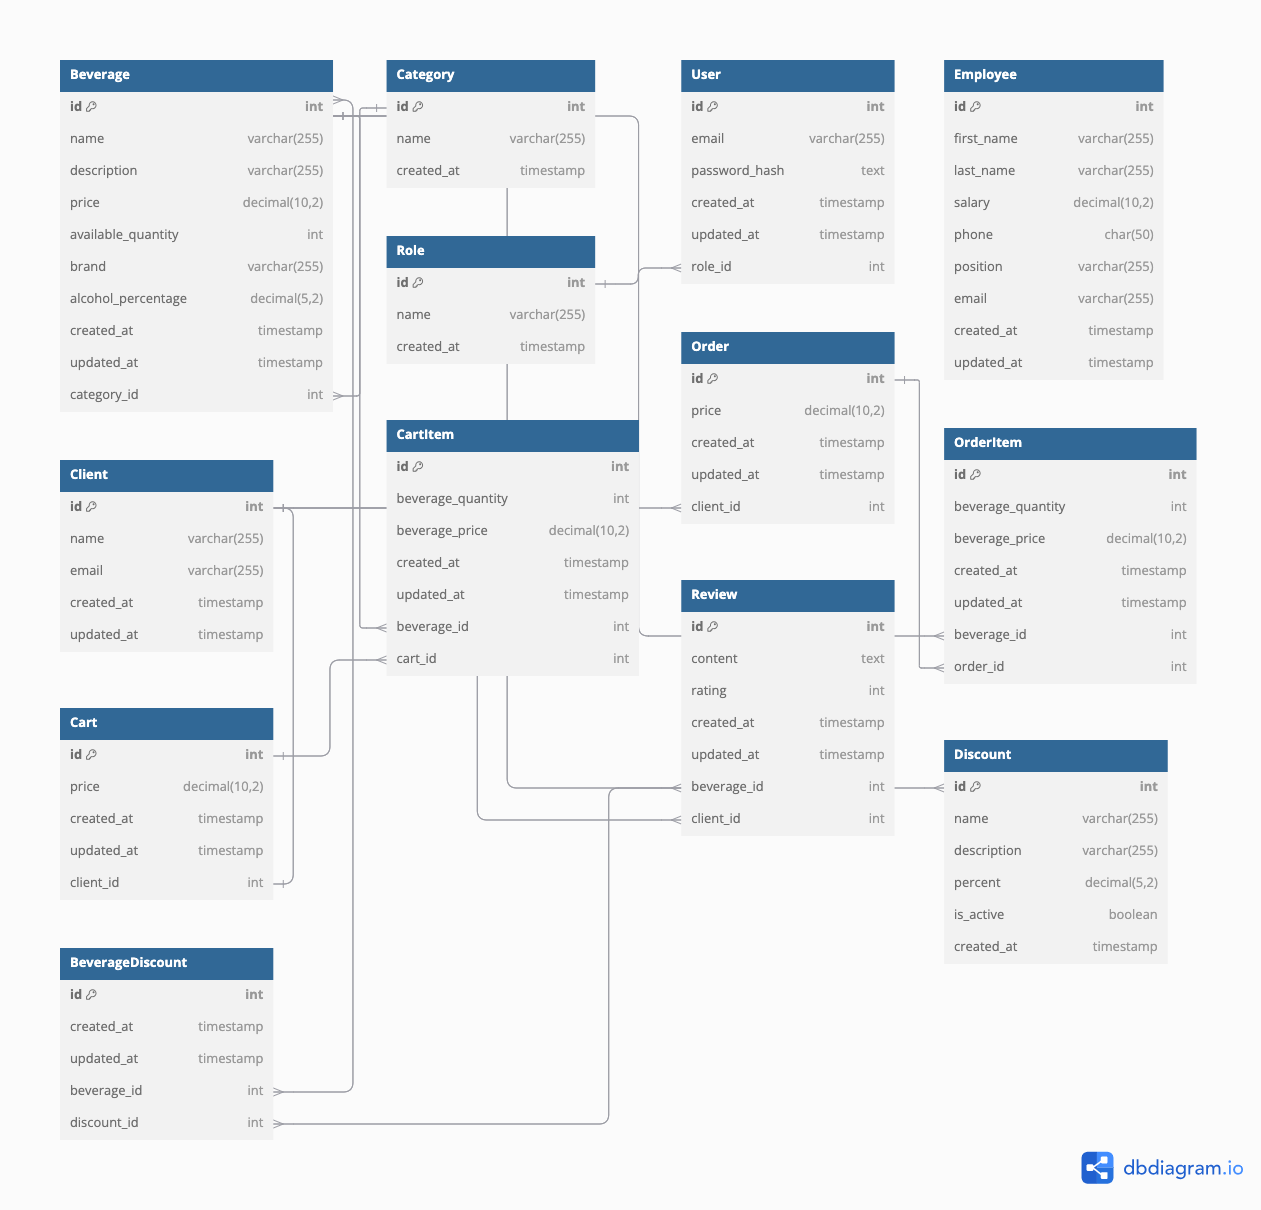 Beverage
id int
name varchar(255)
description varchar(255)
price decimal(10,2)
available_quantity int
brand varchar(255)
alcohol_percentage decimal(5,2)
created_at timestamp
updated_at timestamp
category_id int
Category
id int
name varchar(255)
created_at timestamp
User
id int
email varchar(255)
password_hash text
created_at timestamp
updated_at timestamp
role_id int
Employee
id int
first_name varchar(255)
last_name varchar(255)
salary decimal(10,2)
phone char(50)
position varchar(255)
email varchar(255)
created_at timestamp
updated_at timestamp
Role
id int
name varchar(255)
created_at timestamp
Order
id int
price decimal(10,2)
created_at timestamp
updated_at timestamp
client_id int
Client
id int
name varchar(255)
email varchar(255)
created_at timestamp
updated_at timestamp
CartItem
id int
beverage_quantity int
beverage_price decimal(10,2)
created_at timestamp
updated_at timestamp
beverage_id int
cart_id int
OrderItem
id int
beverage_quantity int
beverage_price decimal(10,2)
created_at timestamp
updated_at timestamp
beverage_id int
order_id int
Review
id int
content text
rating int
created_at timestamp
updated_at timestamp
beverage_id int
client_id int
Cart
id int
price decimal(10,2)
created_at timestamp
updated_at timestamp
client_id int
Discount
id int
name varchar(255)
description varchar(255)
percent decimal(5,2)
is_active boolean
created_at timestamp
BeverageDiscount
id int
created_at timestamp
updated_at timestamp
beverage_id int
discount_id int
dbdiagram.io